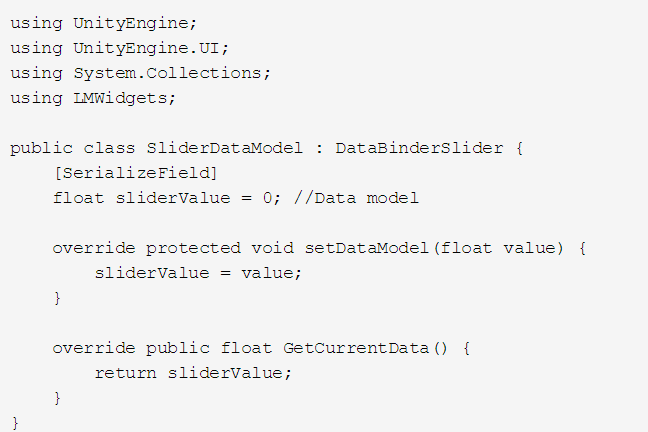 using UnityEngine;
using UnityEngine.UI;
using System.Collections;
using LMWidgets;

public class SliderDataModel : DataBinderSlider {
    [SerializeField]
    float sliderValue = 0; //Data model

    override protected void setDataModel(float value) {
        sliderValue = value;
    }

    override public float GetCurrentData() {
        return sliderValue;
    }
}